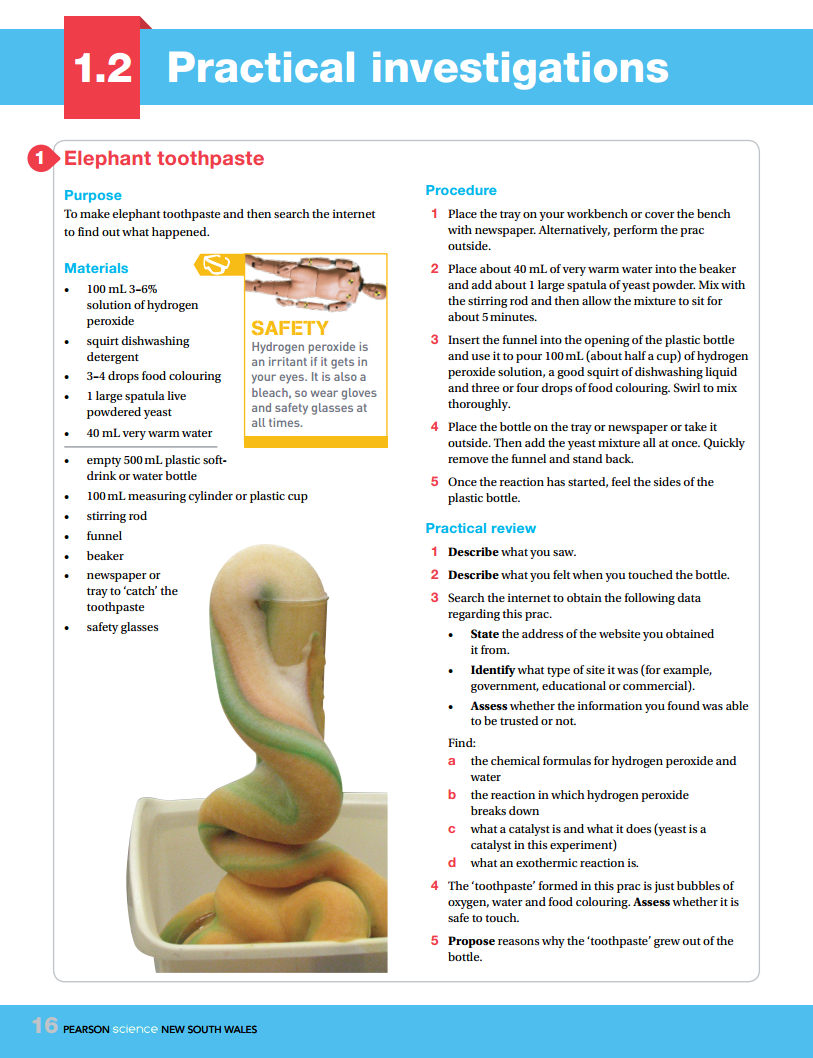 1.2 Practical investigations
1 Elephant toothpaste
Purpose
To make elephant toothpaste and then search the internet
to find out what happened.
Materials
• 100 mL 3–6%
solution of hydrogen
peroxide
• squirt dishwashing
detergent
• 3–4 drops food colouring
• 1 large spatula live
powdered yeast
• 40 mL very warm water
• empty 500 mL plastic soft-
drink or water bottle
• 100 mL measuring cylinder or plastic cup
• stirring rod
• funnel
• beaker
• newspaper or
tray to ‘catch’ the
toothpaste
• safety glasses
SAFETY
Hydrogen peroxide is
an irritant if it gets in
your eyes. It is also a
bleach, so wear gloves
and safety glasses at
all times.
Procedure
1 Place the tray on your workbench or cover the bench
with newspaper. Alternatively, perform the prac
outside.
2 Place about 40 mL of very warm water into the beaker
and add about 1 large spatula of yeast powder. Mix with
the stirring rod and then allow the mixture to sit for
about 5 minutes.
3 Insert the funnel into the opening of the plastic bottle
and use it to pour 100 mL (about half a cup) of hydrogen
peroxide solution, a good squirt of dishwashing liquid
and three or four drops of food colouring. Swirl to mix
thoroughly.
4 Place the bottle on the tray or newspaper or take it
outside. Then add the yeast mixture all at once. Quickly
remove the funnel and stand back.
5 Once the reaction has started, feel the sides of the
plastic bottle.
Practical review
1 Describe what you saw.
2 Describe what you felt when you touched the bottle.
3 Search the internet to obtain the following data
regarding this prac.
• State the address of the website you obtained
it from.
• Identify what type of site it was (for example,
government, educational or commercial).
• Assess whether the information you found was able
to be trusted or not.
Find:
a the chemical formulas for hydrogen peroxide and
water
b the reaction in which hydrogen peroxide
breaks down
c what a catalyst is and what it does (yeast is a
catalyst in this experiment)
d what an exothermic reaction is.
4 The ‘toothpaste’ formed in this prac is just bubbles of
oxygen, water and food colouring. Assess whether it is
safe to touch.
5 Propose reasons why the ‘toothpaste’ grew out of the
bottle.
16 PEARSON science NEW SOUTH WALES